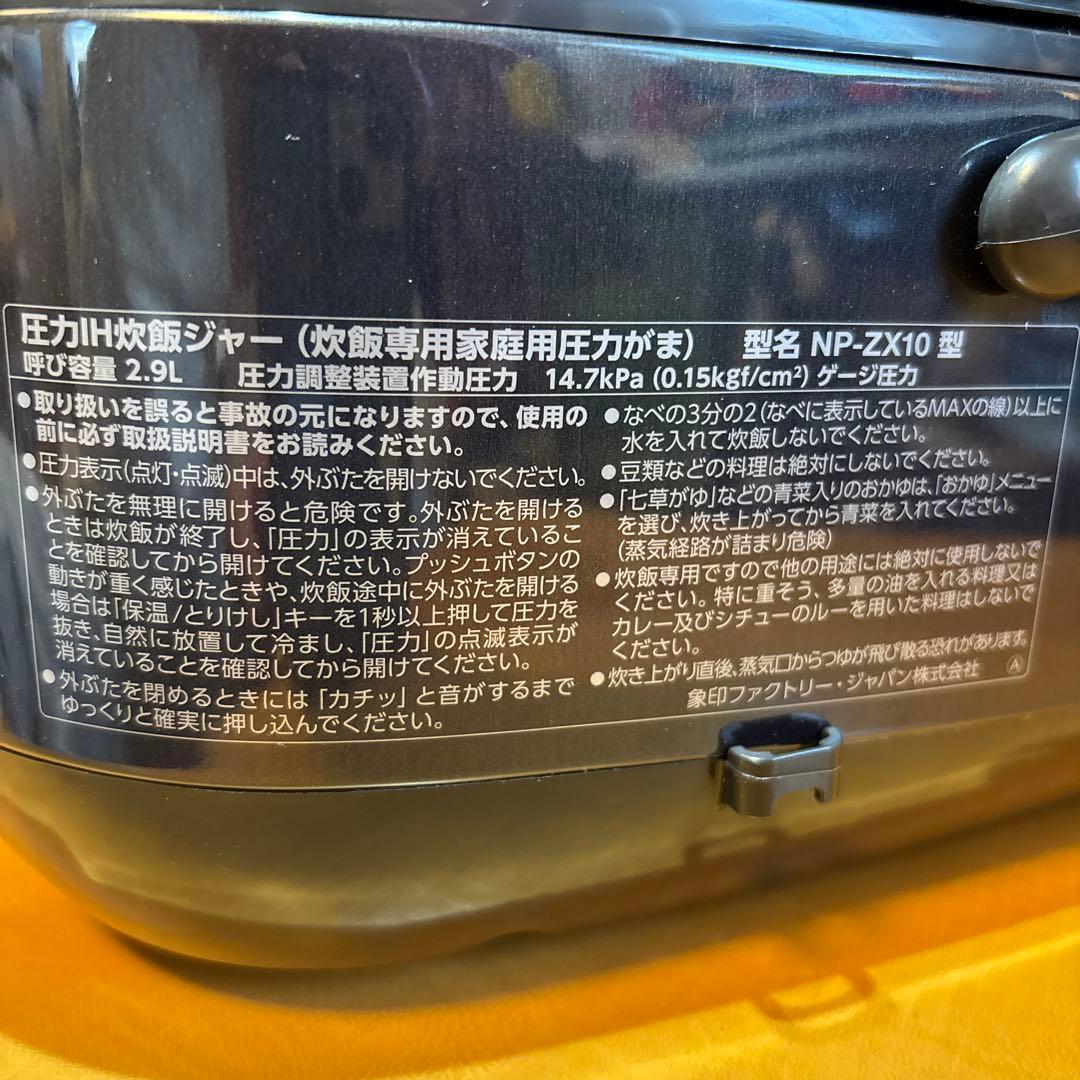 圧力IH炊飯ジャー（炊飯専用家庭用圧力がま） 型名 NP-ZX10 型
呼び容量 2.9L 圧力調整装置作動圧力 14.7kPa (0.15kgf/cm²) ゲージ圧力
●取り扱いを誤ると事故の元になりますので、使用の
前に必ず取扱説明書をお読みください。
●圧力表示(点灯・点滅)中は、外ぶたを開けないでください。
●外ぶたを無理に開けると危険です。外ぶたを開ける
ときは炊飯が終了し、「圧力」の表示が消えているこ
とを確認してから開けてください。プッシュボタンの
動きが重く感じたときや、炊飯途中に外ぶたを開ける
場合は「保温/とりけし」キーを1秒以上押して圧力を
抜き、自然に放置して冷まし、「圧力」の点滅表示が
消えていることを確認してから開けてください。
●外ぶたを閉めるときには「カチッ」と音がするまで
ゆっくりと確実に押し込んでください。
●なべの3分の2(なべに表示しているMAXの線)以上に
水を入れて炊飯しないでください。
●豆類などの料理は絶対にしないでください。
●「七草がゆ」などの青菜入りのおかゆは、「おかゆ」メニュー
を選び、炊き上がってから青菜を入れてください。
(蒸気経路が詰まり危険)
●炊飯専用ですので他の用途には絶対に使用しないで
ください。特に重そう、多量の油を入れる料理又は
カレー及びシチューのルーを用いた料理はしないで
ください。
●炊き上がり直後、蒸気口からつゆが飛び散る恐れがあります。
象印ファクトリー・ジャパン株式会社 Ⓐ